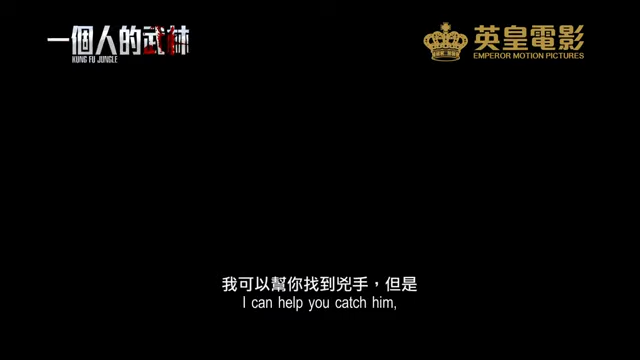 一個人的武林
KUNG FU JUNGLE
英皇電影
EMPEROR MOTION PICTURES
我可以幫你找到兇手，但是
I can help you catch him,